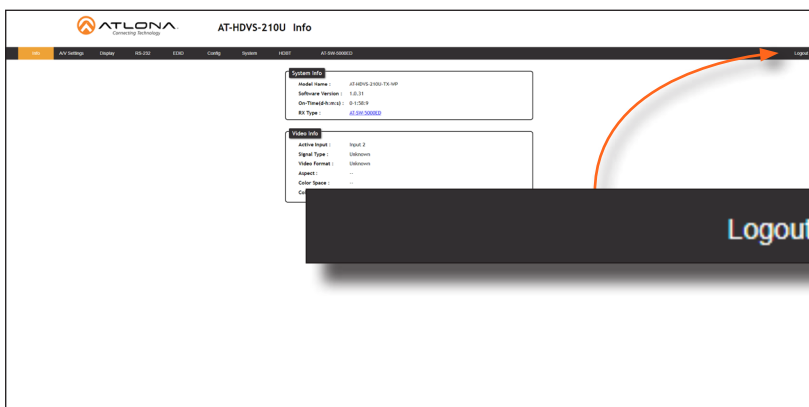 ATLONA.
Connecting Technology
AT-HDVS-210U Info
Info A/V Settings Display RS-232 EDID Config System HDBT AT-SW-5000ED Logout
System Info
Model Name : AT-HDVS-210U-TX-WP
Software Version : 1.0.31
On-Time(d-h:m:s) : 0-1:58:9
RX Type : AT-SW-5000ED
Video Info
Active Input : Input 2
Signal Type : Unknown
Video Format : Unknown
Aspect : --
Color Space : --
Co
Logout